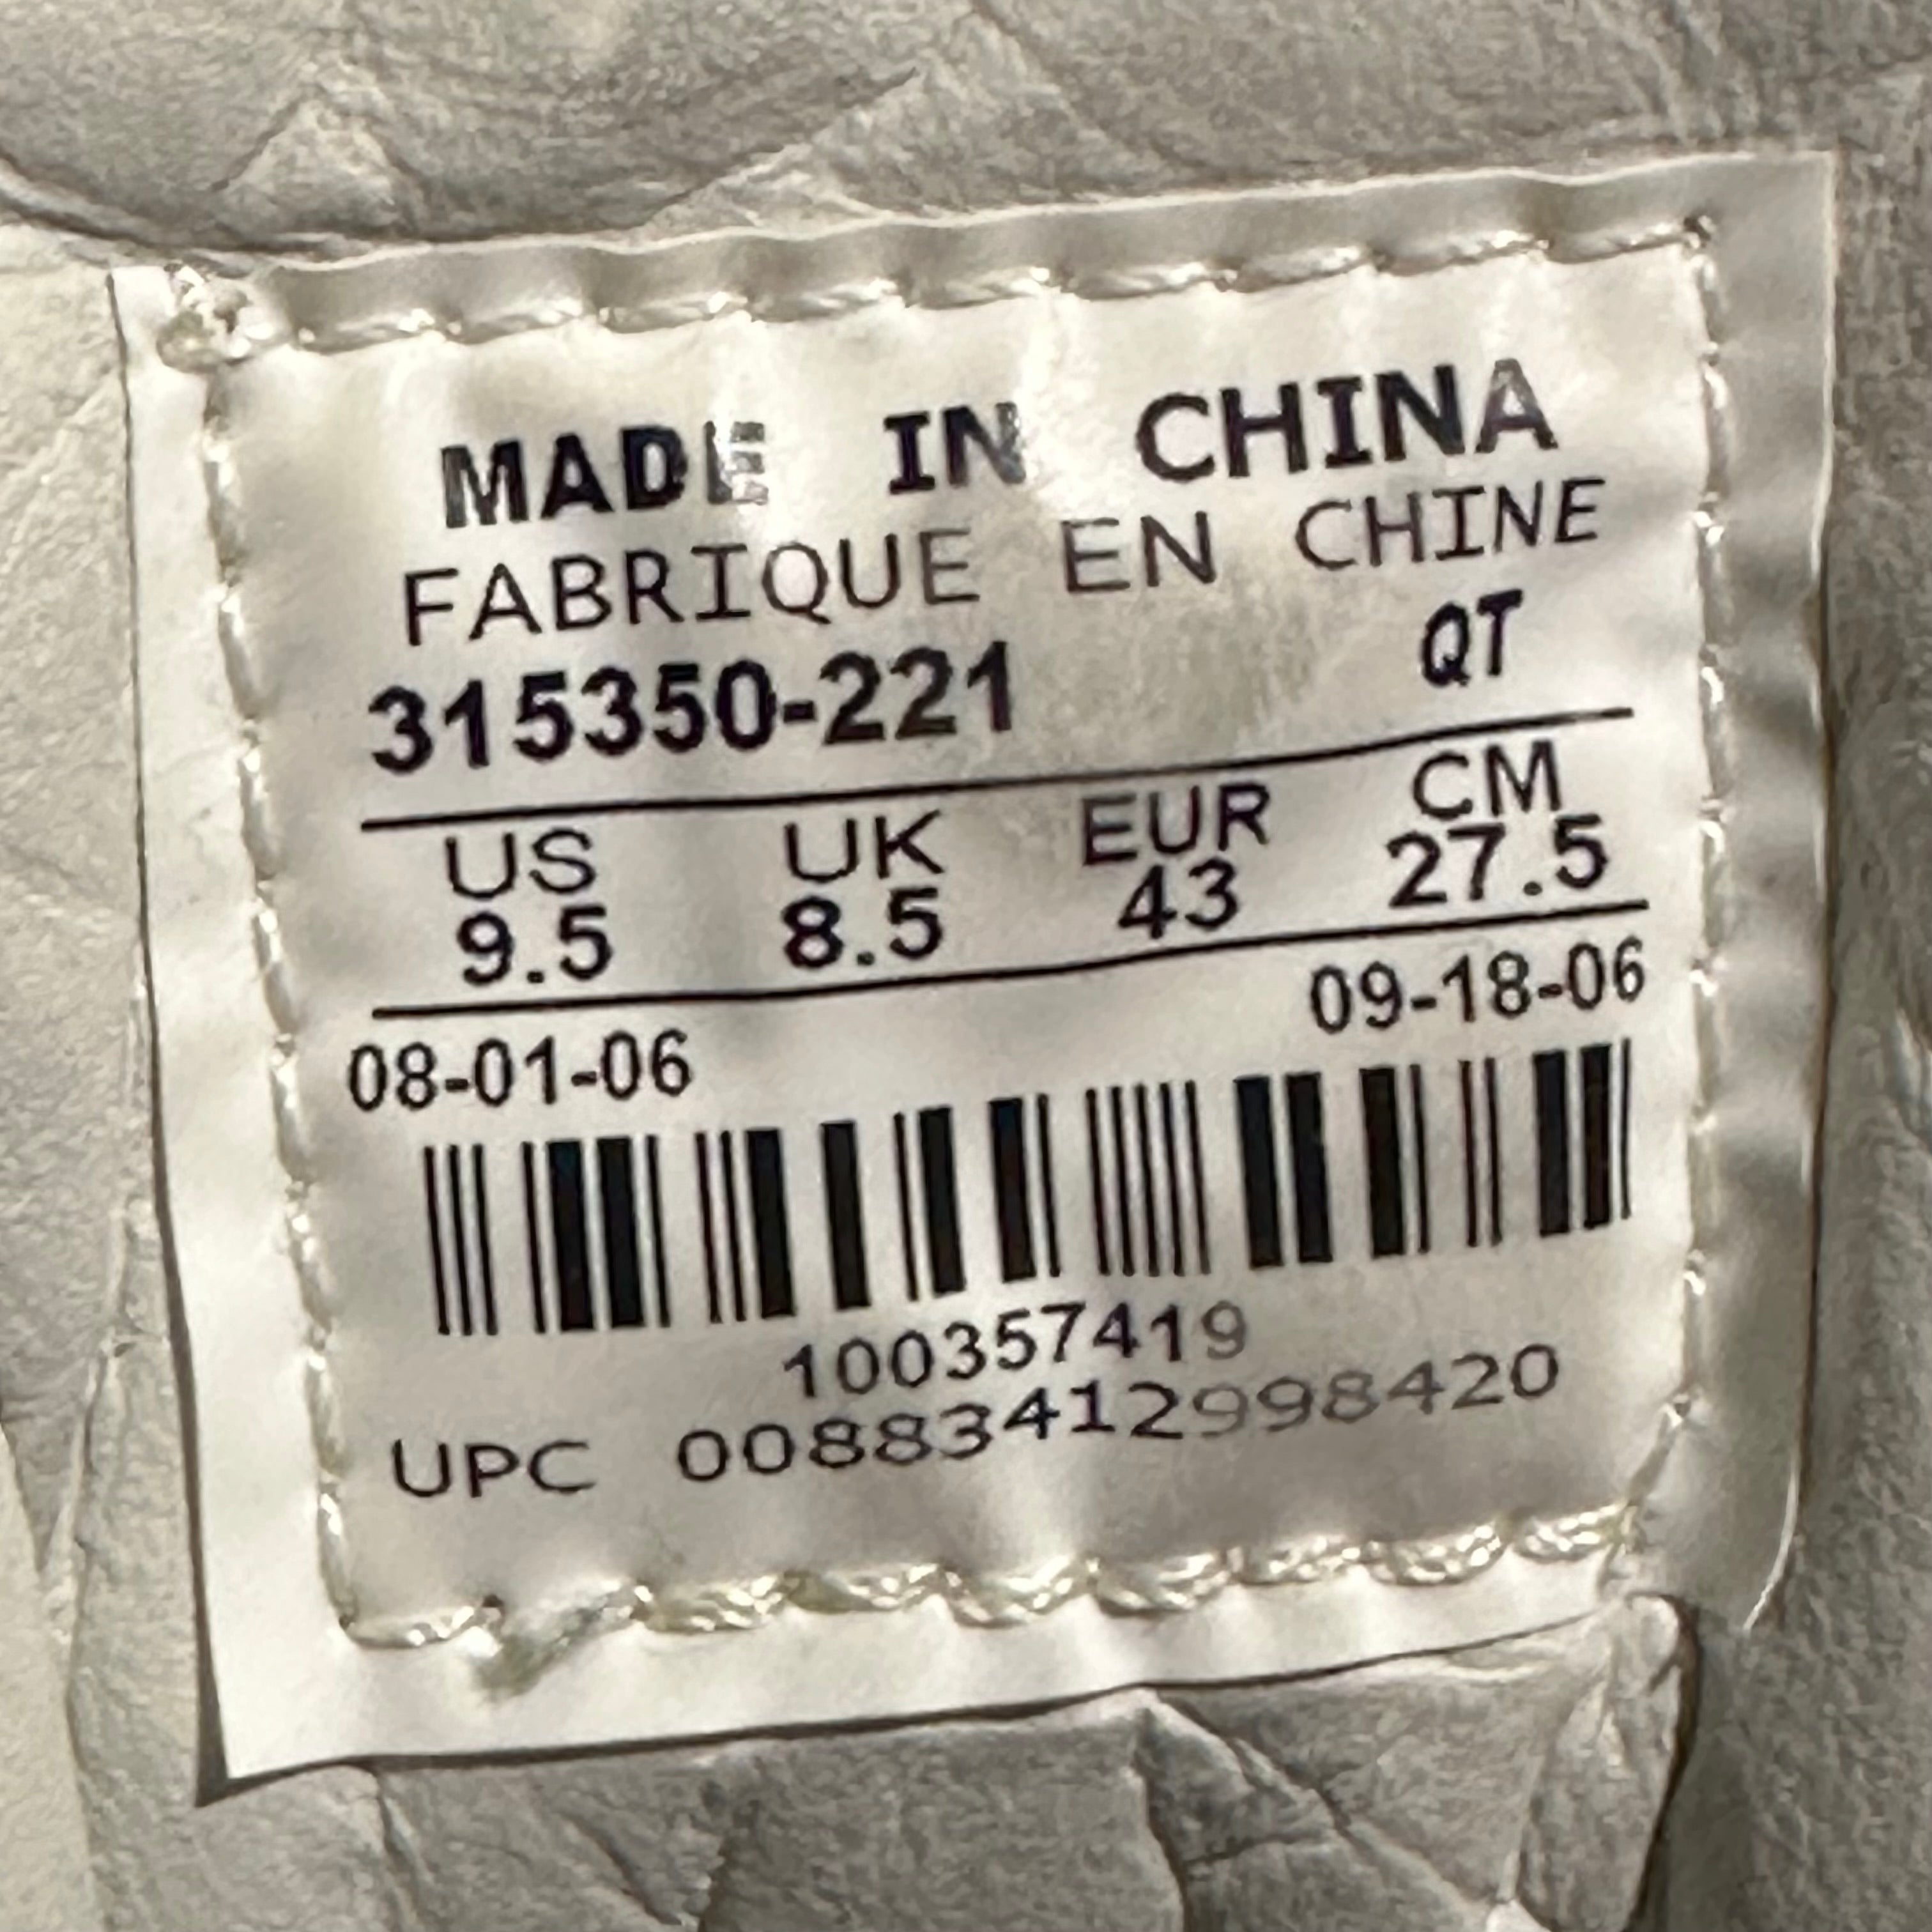 MADE IN CHINA
FABRIQUE EN CHINE
315350-221 QT
US UK EUR CM
9.5 8.5 43 27.5
08-01-06 09-18-06
100357419
UPC 00883412998420